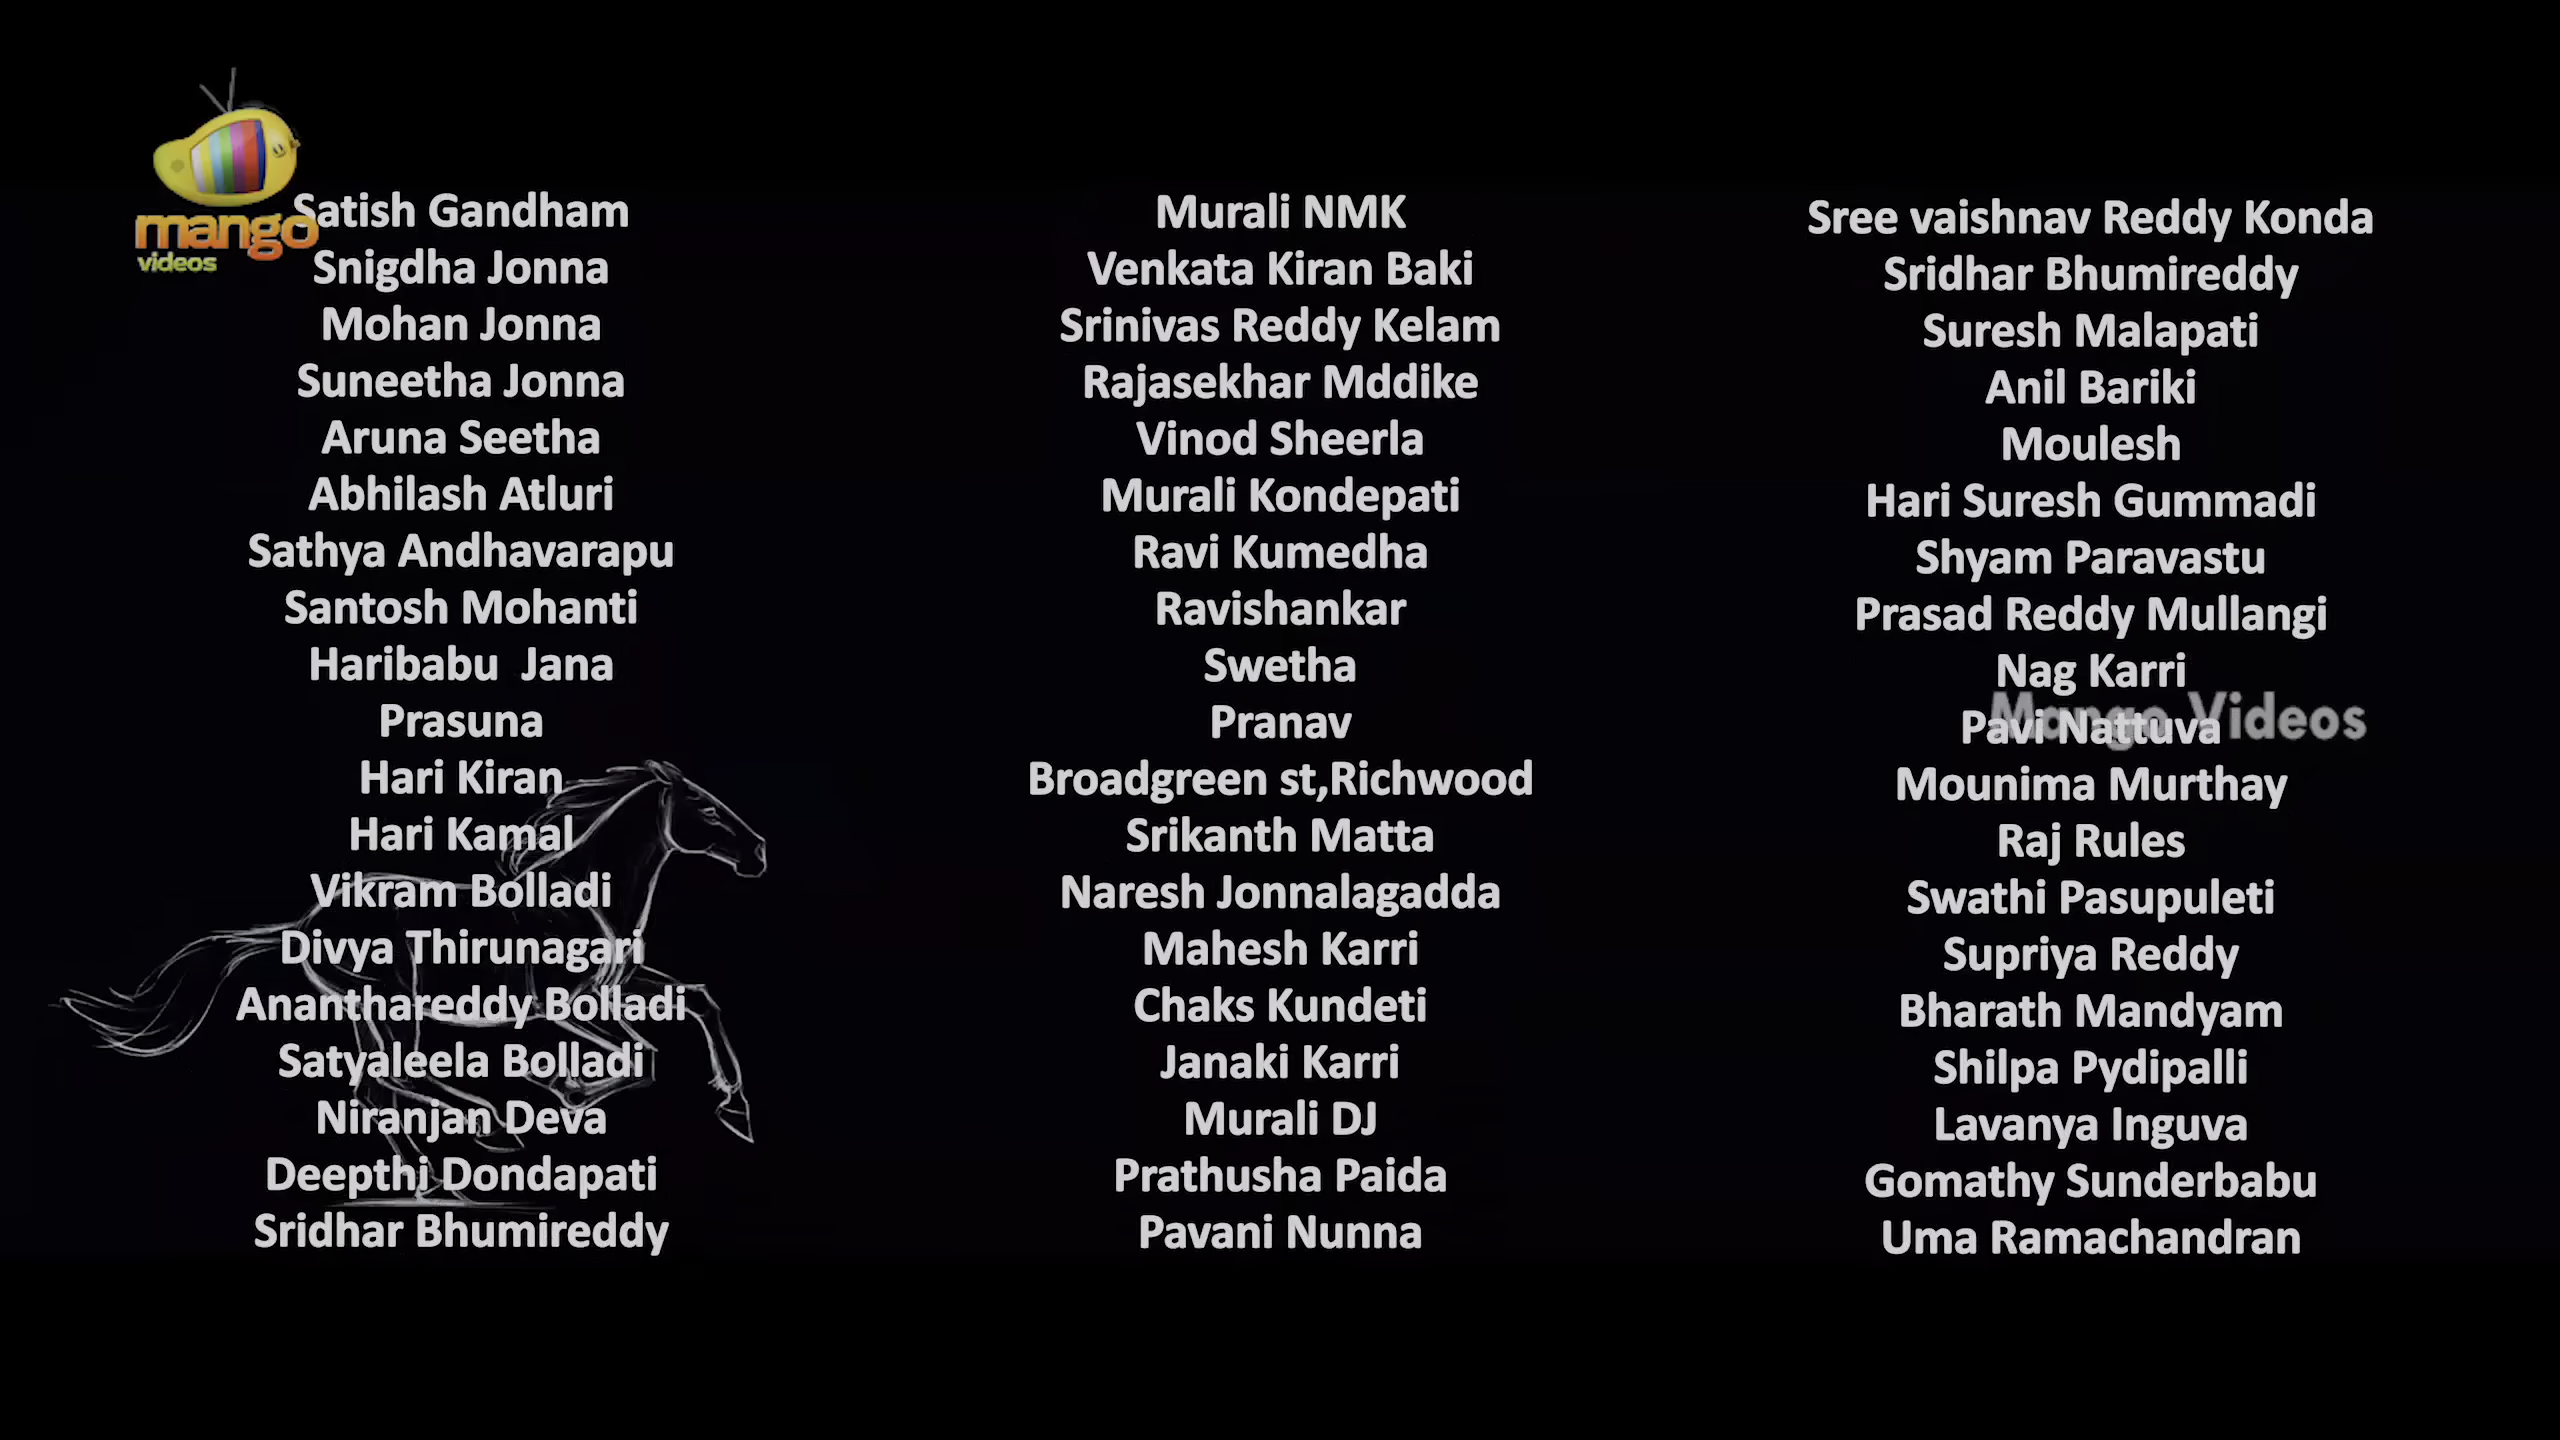 mango
videos
Satish Gandham
Snigdha Jonna
Mohan Jonna
Suneetha Jonna
Aruna Seetha
Abhilash Atluri
Sathya Andhavarapu
Santosh Mohanti
Haribabu  Jana
Prasuna
Hari Kiran
Hari Kamal
Vikram Bolladi
Divya Thirunagari
Ananthareddy Bolladi
Satyaleela Bolladi
Niranjan Deva
Deepthi Dondapati
Sridhar Bhumireddy
Murali NMK
Venkata Kiran Baki
Srinivas Reddy Kelam
Rajasekhar Mddike
Vinod Sheerla
Murali Kondepati
Ravi Kumedha
Ravishankar
Swetha
Pranav
Broadgreen st,Richwood
Srikanth Matta
Naresh Jonnalagadda
Mahesh Karri
Chaks Kundeti
Janaki Karri
Murali DJ
Prathusha Paida
Pavani Nunna
Sree vaishnav Reddy Konda
Sridhar Bhumireddy
Suresh Malapati
Anil Bariki
Moulesh
Hari Suresh Gummadi
Shyam Paravastu
Prasad Reddy Mullangi
Nag Karri
Mango Videos
Pavi Nattuva
Mounima Murthay
Raj Rules
Swathi Pasupuleti
Supriya Reddy
Bharath Mandyam
Shilpa Pydipalli
Lavanya Inguva
Gomathy Sunderbabu
Uma Ramachandran